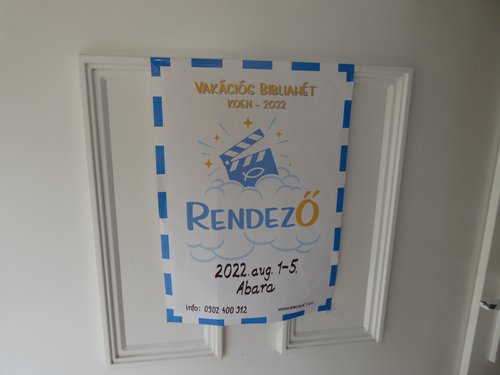 VAKÁCIÓS BIBLIAHÉT
KOEN - 2022
RENDEZŐ
2022. aug. 1-5.
Abara
info: 0902 400 312